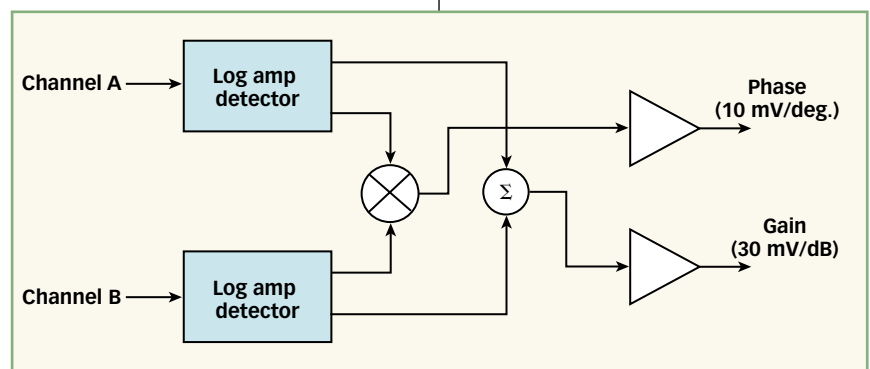 Channel A
Log amp
detector
Phase
(10 mV/deg.)
Σ
Gain
(30 mV/dB)
Channel B
Log amp
detector